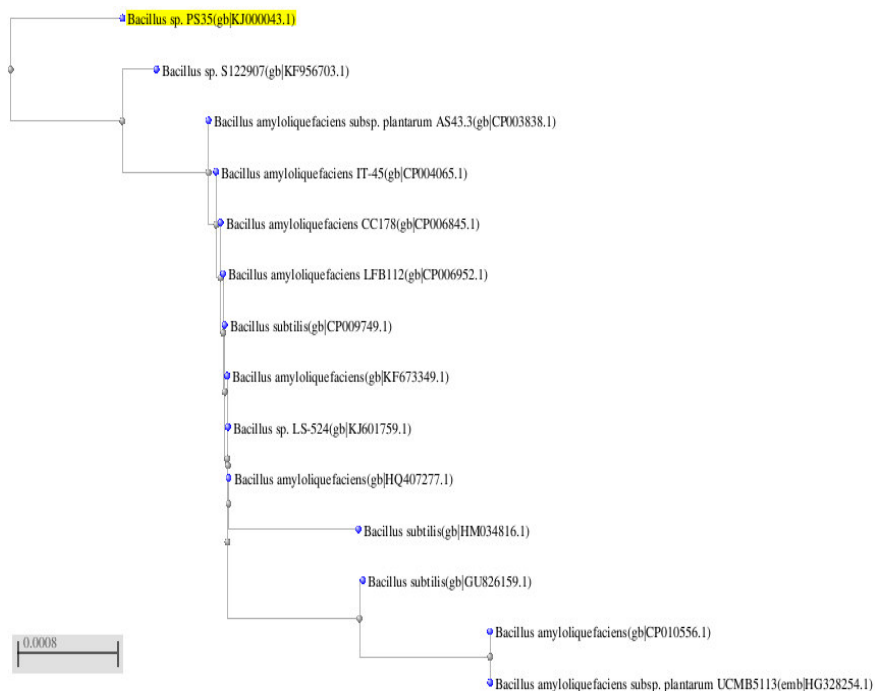 Bacillus sp. PS35(gb|KJ000043.1)
Bacillus sp. S122907(gb|KF956703.1)
Bacillus amyloliquefaciens subsp. plantarum AS43.3(gb|CP003838.1)
Bacillus amyloliquefaciens IT-45(gb|CP004065.1)
Bacillus amyloliquefaciens CC178(gb|CP006845.1)
Bacillus amyloliquefaciens LFB112(gb|CP006952.1)
Bacillus subtilis(gb|CP009749.1)
Bacillus amyloliquefaciens(gb|KF673349.1)
Bacillus sp. LS-524(gb|KJ601759.1)
Bacillus amyloliquefaciens(gb|HQ407277.1)
Bacillus subtilis(gb|HM034816.1)
Bacillus subtilis(gb|GU826159.1)
Bacillus amyloliquefaciens(gb|CP010556.1)
0.0008
Bacillus amyloliquefaciens subsp. plantarum UCMB5113(emb|HG328254.1)